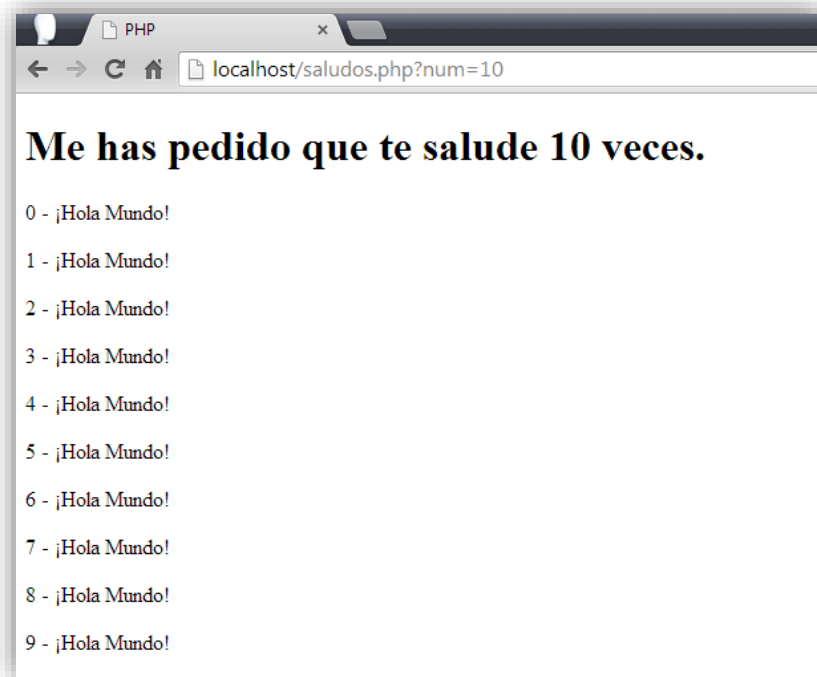 PHP
localhost/saludos.php?num=10
Me has pedido que te salude 10 veces.
0 - ¡Hola Mundo!
1 - ¡Hola Mundo!
2 - ¡Hola Mundo!
3 - ¡Hola Mundo!
4 - ¡Hola Mundo!
5 - ¡Hola Mundo!
6 - ¡Hola Mundo!
7 - ¡Hola Mundo!
8 - ¡Hola Mundo!
9 - ¡Hola Mundo!